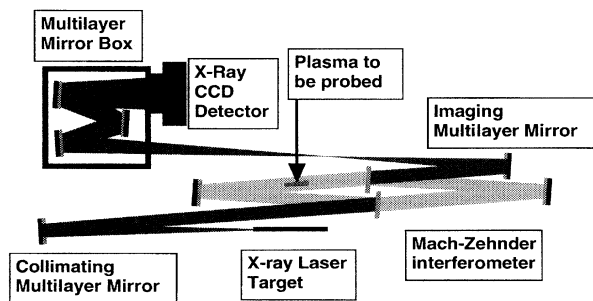 Multilayer
Mirror Box
X-Ray
CCD
Detector
Plasma to
be probed
Imaging
Multilayer Mirror
Collimating
Multilayer Mirror
X-ray Laser
Target
Mach-Zehnder
interferometer